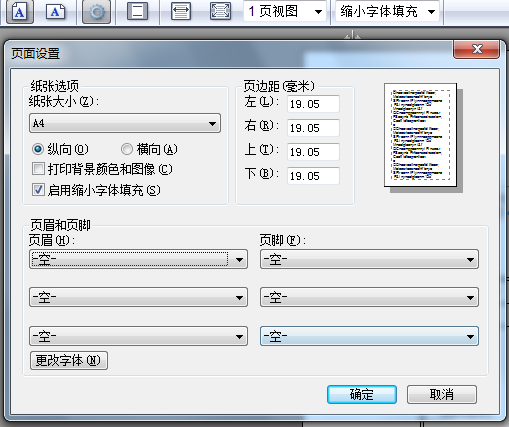 A A 1 页视图 缩小字体填充
页面设置
纸张选项
纸张大小(Z):
A4
纵向(O) 横向(A)
打印背景颜色和图像(C)
启用缩小字体填充(S)
页边距(毫米)
左(L): 19.05
右(R): 19.05
上(T): 19.05
下(B): 19.05
页眉和页脚
页眉(H): 页脚(F):
-空- -空-
-空- -空-
-空- -空-
更改字体(N)
确定 取消